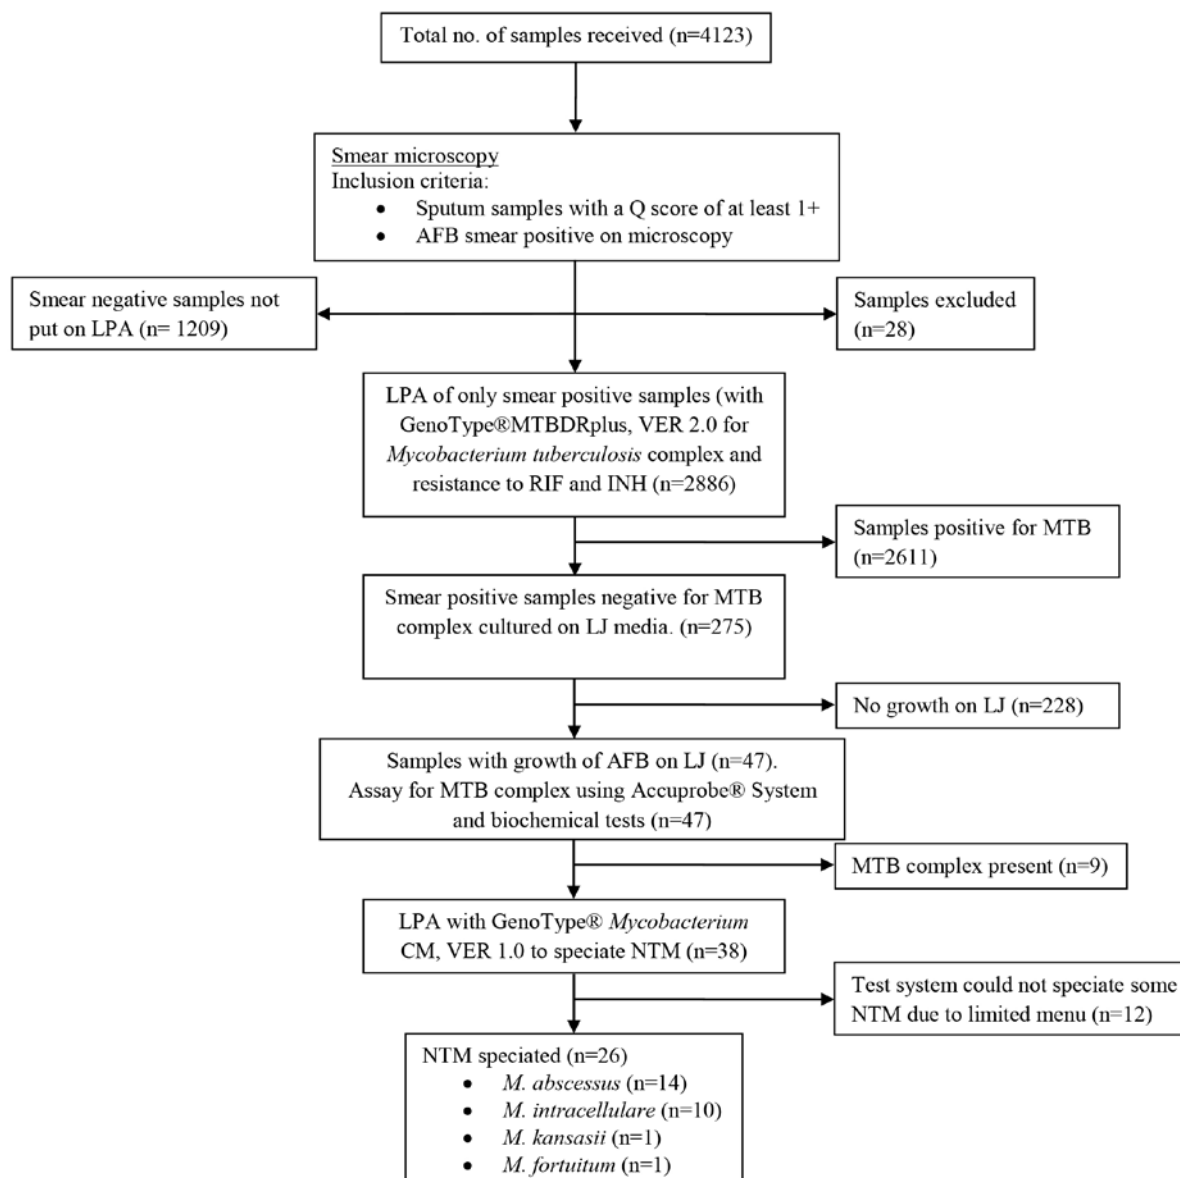 Total no. of samples received (n=4123)
Smear microscopy
Inclusion criteria:
• Sputum samples with a Q score of at least 1+
• AFB smear positive on microscopy
Smear negative samples not
put on LPA (n= 1209)
Samples excluded
(n=28)
LPA of only smear positive samples (with
GenoType®MTBDRplus, VER 2.0 for
Mycobacterium tuberculosis complex and
resistance to RIF and INH (n=2886)
Samples positive for MTB
(n=2611)
Smear positive samples negative for MTB
complex cultured on LJ media. (n=275)
No growth on LJ (n=228)
Samples with growth of AFB on LJ (n=47).
Assay for MTB complex using Accuprobe® System
and biochemical tests (n=47)
MTB complex present (n=9)
LPA with GenoType® Mycobacterium
CM, VER 1.0 to speciate NTM (n=38)
Test system could not speciate some
NTM due to limited menu (n=12)
NTM speciated (n=26)
• M. abscessus (n=14)
• M. intracellulare (n=10)
• M. kansasii (n=1)
• M. fortuitum (n=1)